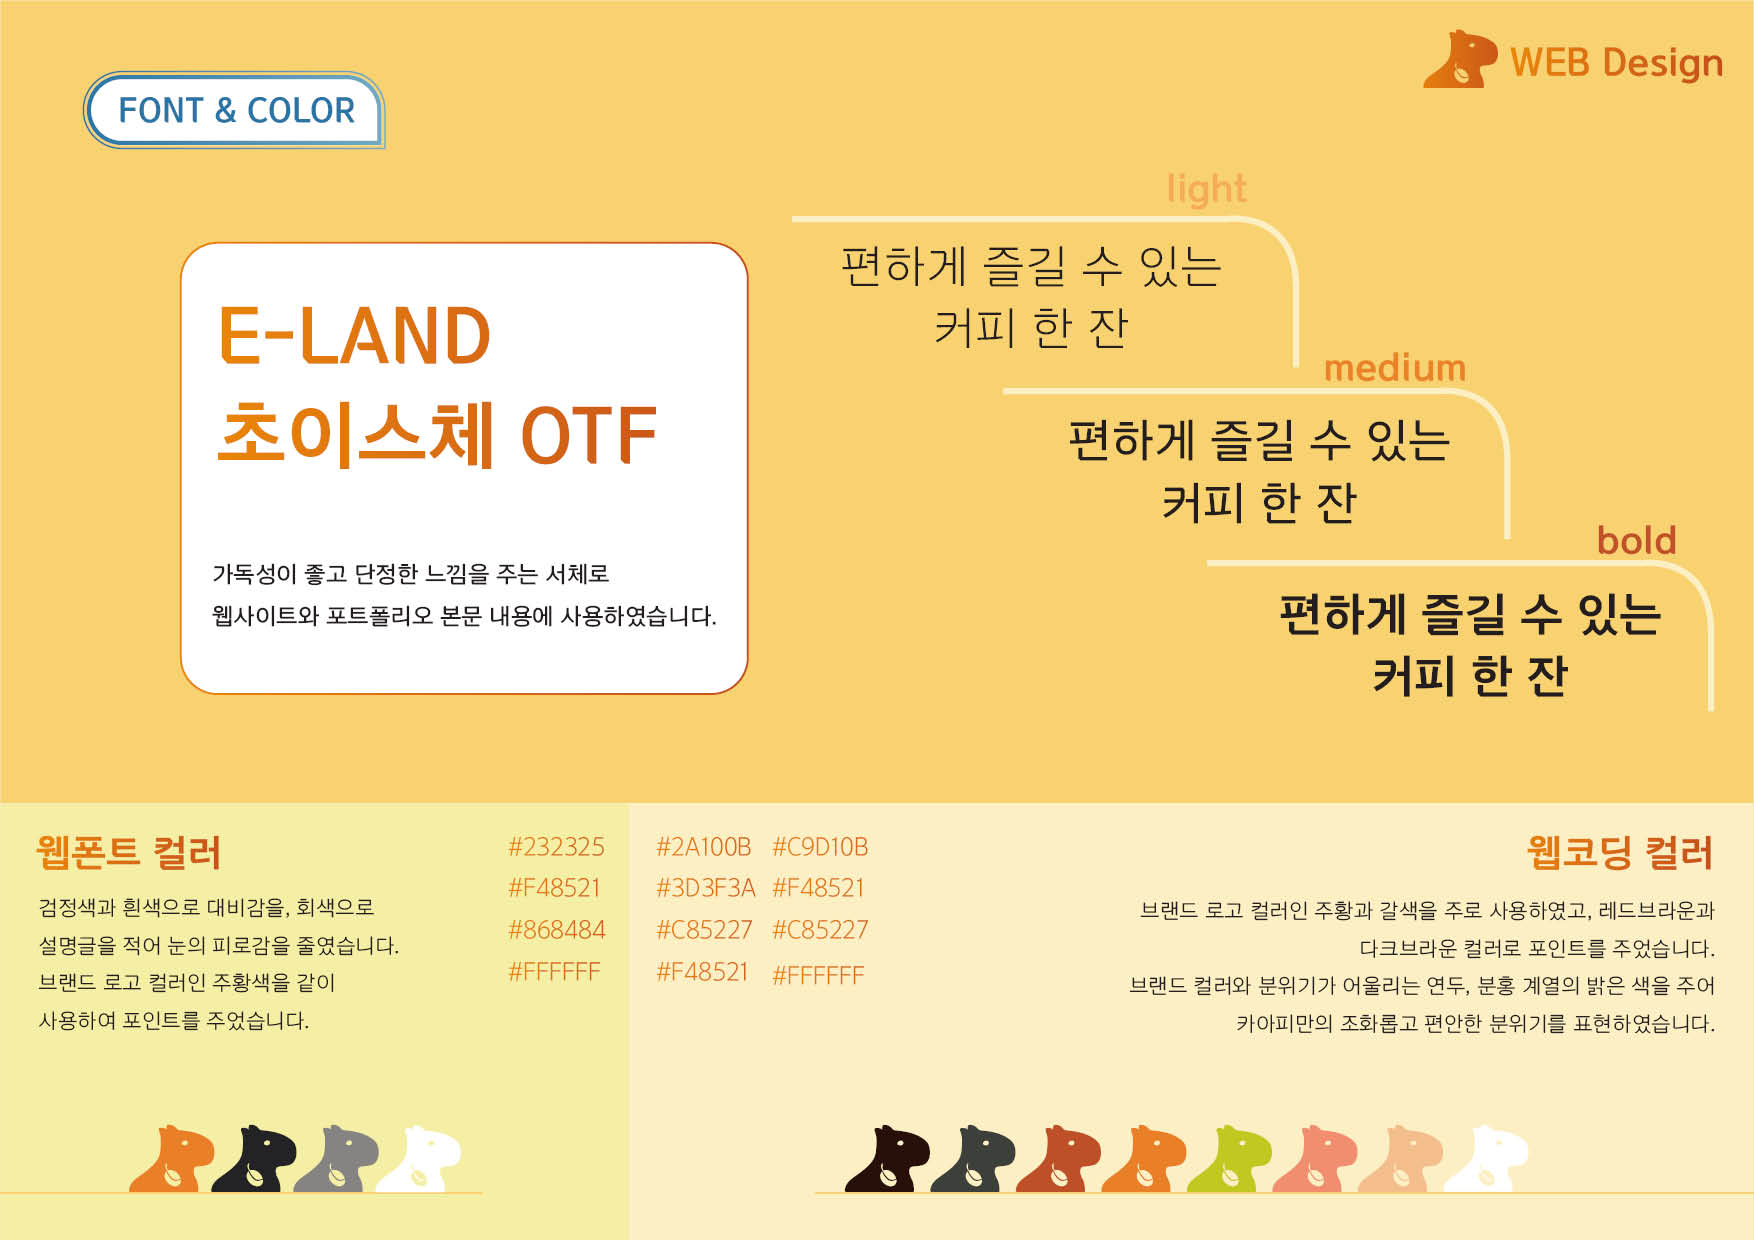 WEB Design
FONT & COLOR
E-LAND
초이스체 OTF
가독성이 좋고 단정한 느낌을 주는 서체로
웹사이트와 포트폴리오 본문 내용에 사용하였습니다.
light
편하게 즐길 수 있는
커피 한 잔
medium
편하게 즐길 수 있는
커피 한 잔
bold
편하게 즐길 수 있는
커피 한 잔
웹폰트 컬러
검정색과 흰색으로 대비감을, 회색으로
설명글을 적어 눈의 피로감을 줄였습니다.
브랜드 로고 컬러인 주황색을 같이
사용하여 포인트를 주었습니다.
#232325
#F48521
#868484
#FFFFFF
#2A100B
#3D3F3A
#C85227
#F48521
#C9D10B
#F48521
#C85227
#FFFFFF
웹코딩 컬러
브랜드 로고 컬러인 주황과 갈색을 주로 사용하였고, 레드브라운과
다크브라운 컬러로 포인트를 주었습니다.
브랜드 컬러와 분위기가 어울리는 연두, 분홍 계열의 밝은 색을 주어
카아피만의 조화롭고 편안한 분위기를 표현하였습니다.